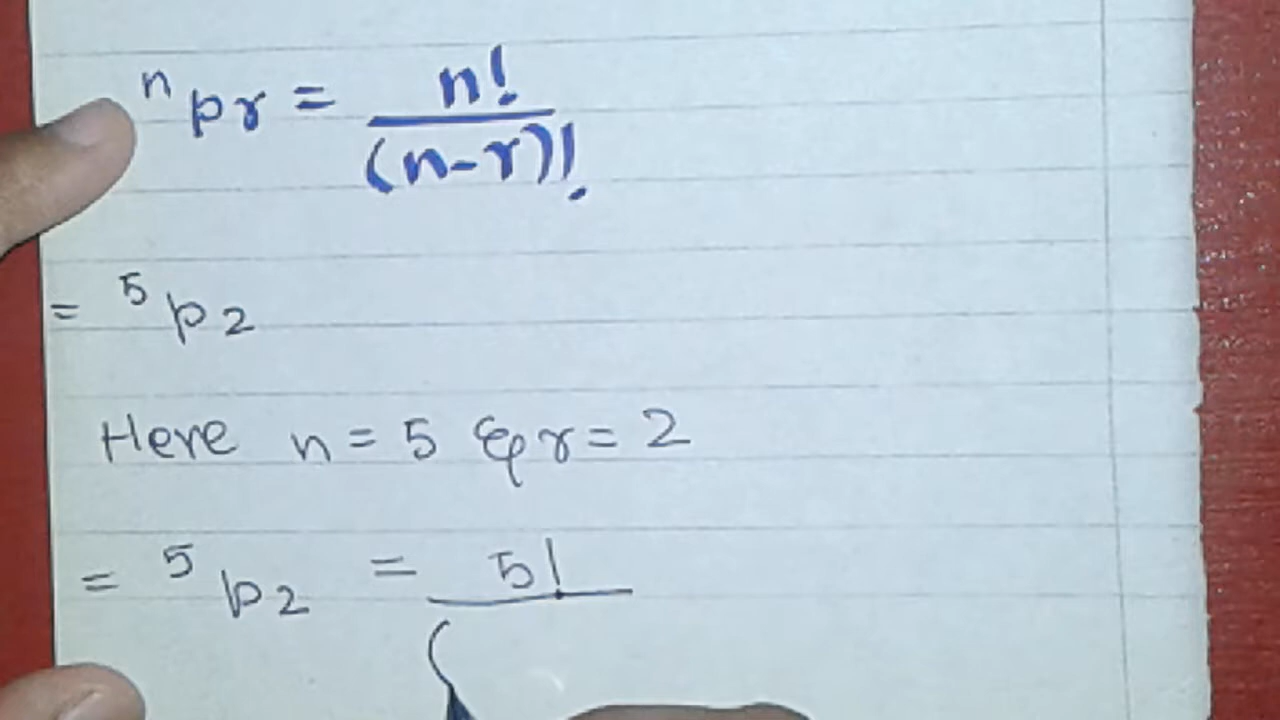 ⁿpr = n! / (n-r)!
= ⁵p₂
Here n = 5 & r = 2
= ⁵p₂ = 5! / (